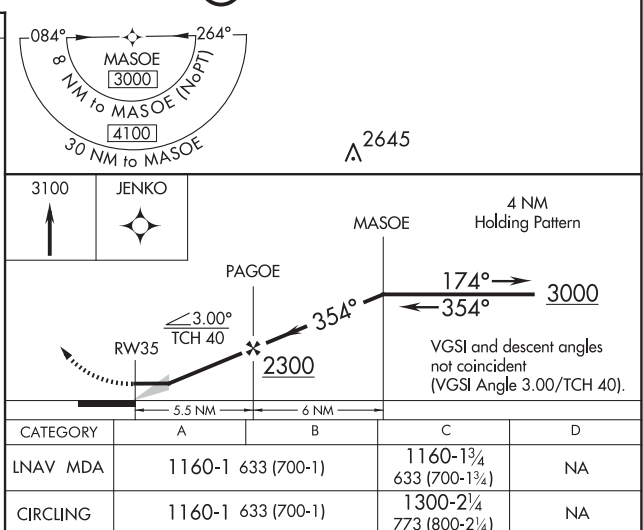 084° 264°
MASOE
3000
8 NM to MASOE (NoPT)
4100
30 NM to MASOE
2645
3100 JENKO
4 NM
Holding Pattern
MASOE
PAGOE
174°
354° 3000
354°
3.00°
TCH 40
RW35
2300
VGSI and descent angles
not coincident
(VGSI Angle 3.00/TCH 40).
5.5 NM 6 NM
CATEGORY A B C D
LNAV MDA 1160-1 633 (700-1) 1160-1¾ 633 (700-1¾) NA
CIRCLING 1160-1 633 (700-1) 1300-2¼ 773 (800-2¼) NA